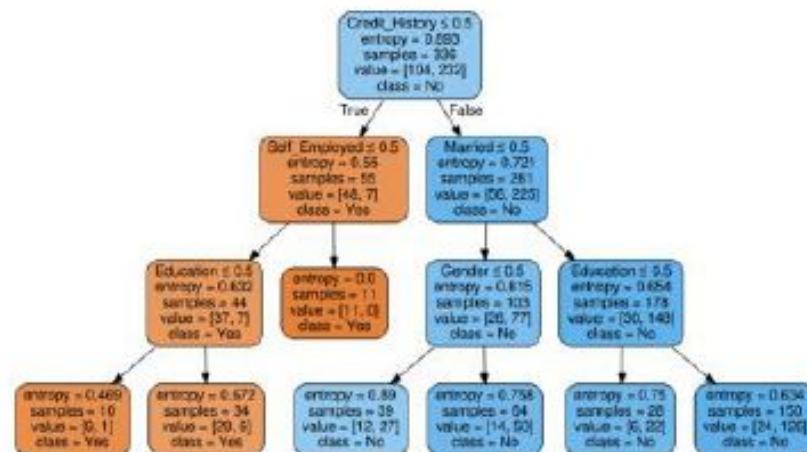 Credit_History ≤ 0.5
entropy = 0.893
samples = 336
value = [104, 232]
class = No
True
False
Self_Employed ≤ 0.5
entropy = 0.55
samples = 55
value = [48, 7]
class = Yes
Married ≤ 0.5
entropy = 0.721
samples = 281
value = [56, 225]
class = No
Education ≤ 0.5
entropy = 0.632
samples = 44
value = [37, 7]
class = Yes
entropy = 0.0
samples = 11
value = [11, 0]
class = Yes
Gender ≤ 0.5
entropy = 0.815
samples = 103
value = [26, 77]
class = No
Education ≤ 0.5
entropy = 0.654
samples = 178
value = [30, 148]
class = No
entropy = 0.469
samples = 10
value = [9, 1]
class = Yes
entropy = 0.672
samples = 34
value = [28, 6]
class = Yes
entropy = 0.89
samples = 39
value = [12, 27]
class = No
entropy = 0.758
samples = 64
value = [14, 50]
class = No
entropy = 0.75
samples = 28
value = [6, 22]
class = No
entropy = 0.634
samples = 150
value = [24, 126]
class = No